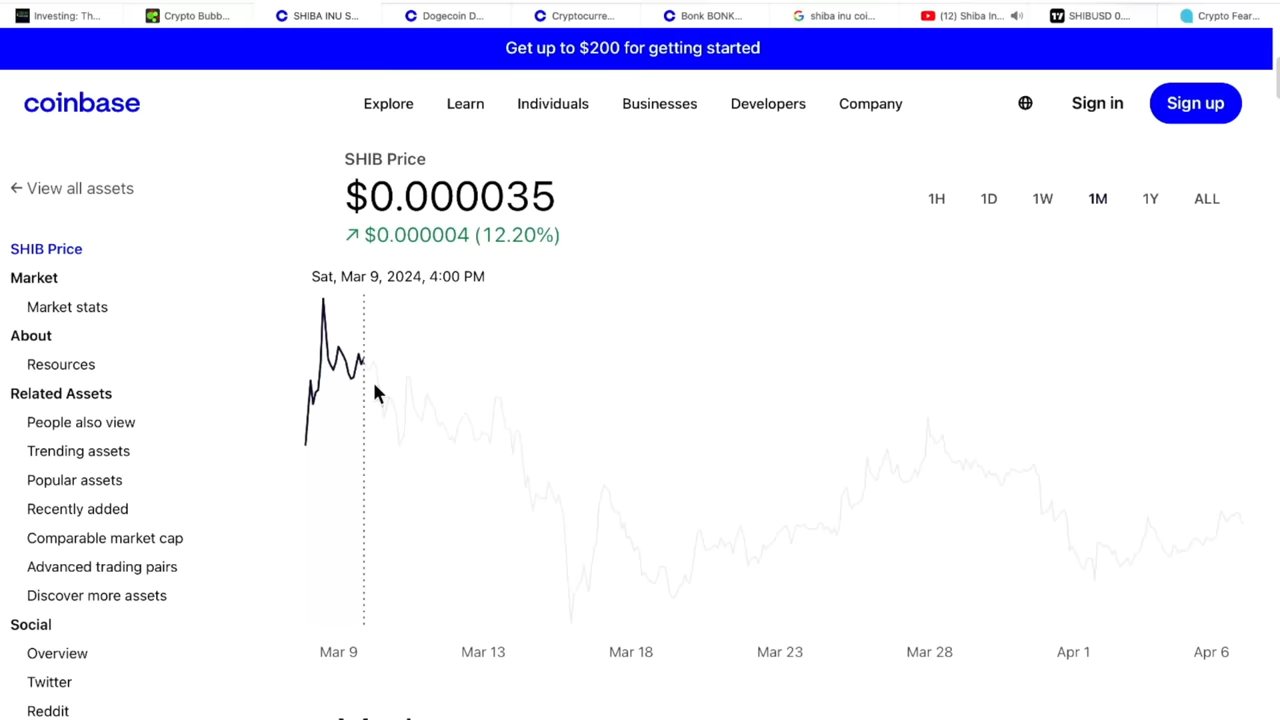 Investing: Th...
Crypto Bubb...
SHIBA INU S...
Dogecoin D...
Cryptocurre...
Bonk BONK...
shiba inu coi...
(12) Shiba In...
SHIBUSD 0....
Crypto Fear...
Get up to $200 for getting started
coinbase
Explore
Learn
Individuals
Businesses
Developers
Company
Sign in
Sign up
SHIB Price
← View all assets
$0.000035
1H
1D
1W
1M
1Y
ALL
↗ $0.000004 (12.20%)
SHIB Price
Sat, Mar 9, 2024, 4:00 PM
Market
Market stats
About
Resources
Related Assets
People also view
Trending assets
Popular assets
Recently added
Comparable market cap
Advanced trading pairs
Discover more assets
Social
Overview
Twitter
Reddit
Mar 9
Mar 13
Mar 18
Mar 23
Mar 28
Apr 1
Apr 6